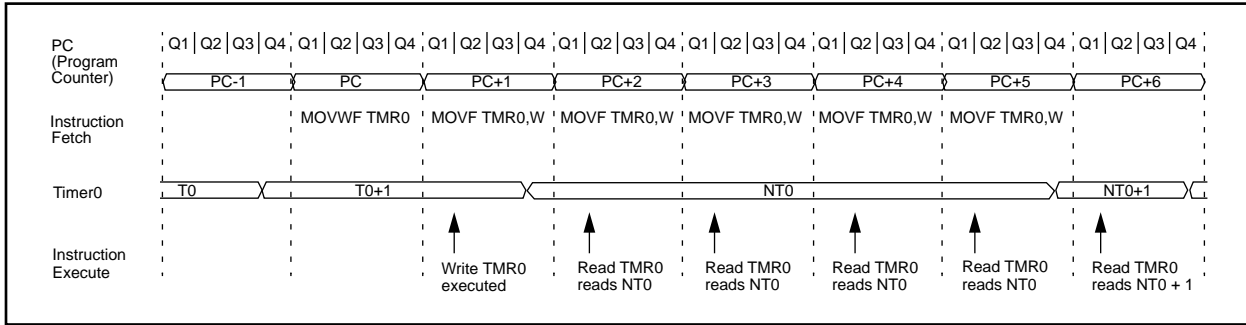 PC
(Program
Counter)
Q1 Q2 Q3 Q4 Q1 Q2 Q3 Q4 Q1 Q2 Q3 Q4 Q1 Q2 Q3 Q4 Q1 Q2 Q3 Q4 Q1 Q2 Q3 Q4 Q1 Q2 Q3 Q4 Q1 Q2 Q3 Q4
PC-1 PC PC+1 PC+2 PC+3 PC+4 PC+5 PC+6
Instruction
Fetch
MOVWF TMR0 MOVF TMR0,W MOVF TMR0,W MOVF TMR0,W MOVF TMR0,W MOVF TMR0,W
Timer0
T0 T0+1 NT0 NT0+1
Instruction
Execute
Write TMR0
executed
Read TMR0
reads NT0
Read TMR0
reads NT0
Read TMR0
reads NT0
Read TMR0
reads NT0
Read TMR0
reads NT0 + 1